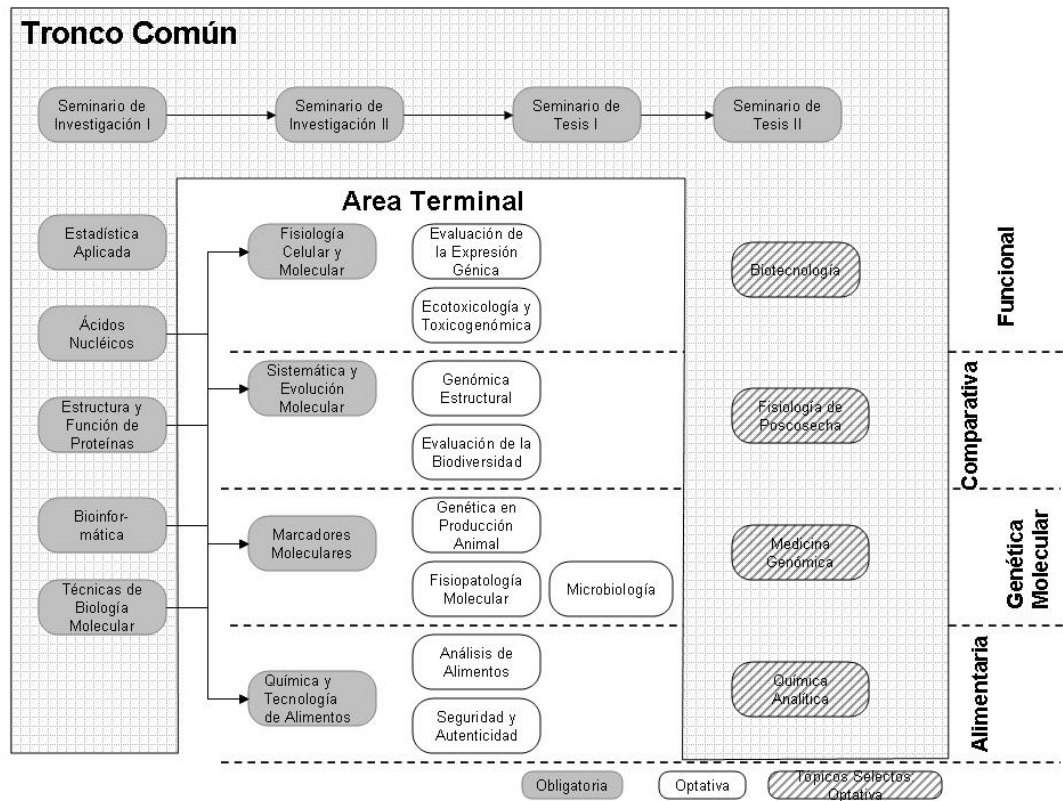 Tronco Común
Seminario de
Investigación I
Seminario de
Investigación II
Seminario de
Tesis I
Seminario de
Tesis II
Area Terminal
Estadística
Aplicada
Ácidos
Nucléicos
Estructura y
Función de
Proteínas
Bioinfor-
mática
Técnicas de
Biología
Molecular
Fisiología
Celular y
Molecular
Evaluación de
la Expresión
Génica
Ecotoxicología y
Toxicogenómica
Biotecnología
Funcional
Sistemática y
Evolución
Molecular
Genómica
Estructural
Evaluación de la
Biodiversidad
Fisiología de
Poscosecha
Comparativa
Marcadores
Moleculares
Genética en
Producción
Animal
Fisiopatología
Molecular
Microbiología
Medicina
Genómica
Genética
Molecular
Química y
Tecnología
de Alimentos
Análisis de
Alimentos
Seguridad y
Autenticidad
Química
Analítica
Alimentaria
Obligatoria
Optativa
Tópicos Selectos;
Optativa